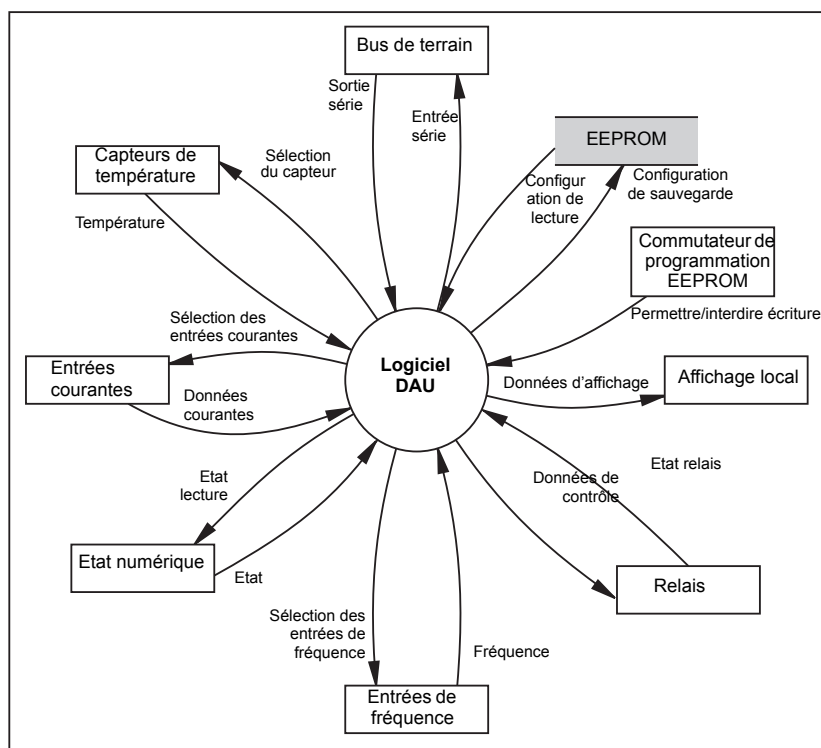 Bus de terrain
Sortie
série
Entrée
série
EEPROM
Capteurs de
température
Sélection
du capteur
Configur
ation de
lecture
Configuration
de sauvegarde
Température
Commutateur de
programmation
EEPROM
Permettre/interdire écriture
Sélection des
entrées courantes
Logiciel
DAU
Entrées
courantes
Données
courantes
Données d'affichage
Affichage local
Etat
lecture
Données de
contrôle
Etat relais
Etat numérique
Etat
Relais
Sélection des
entrées de
fréquence
Fréquence
Entrées de
fréquence